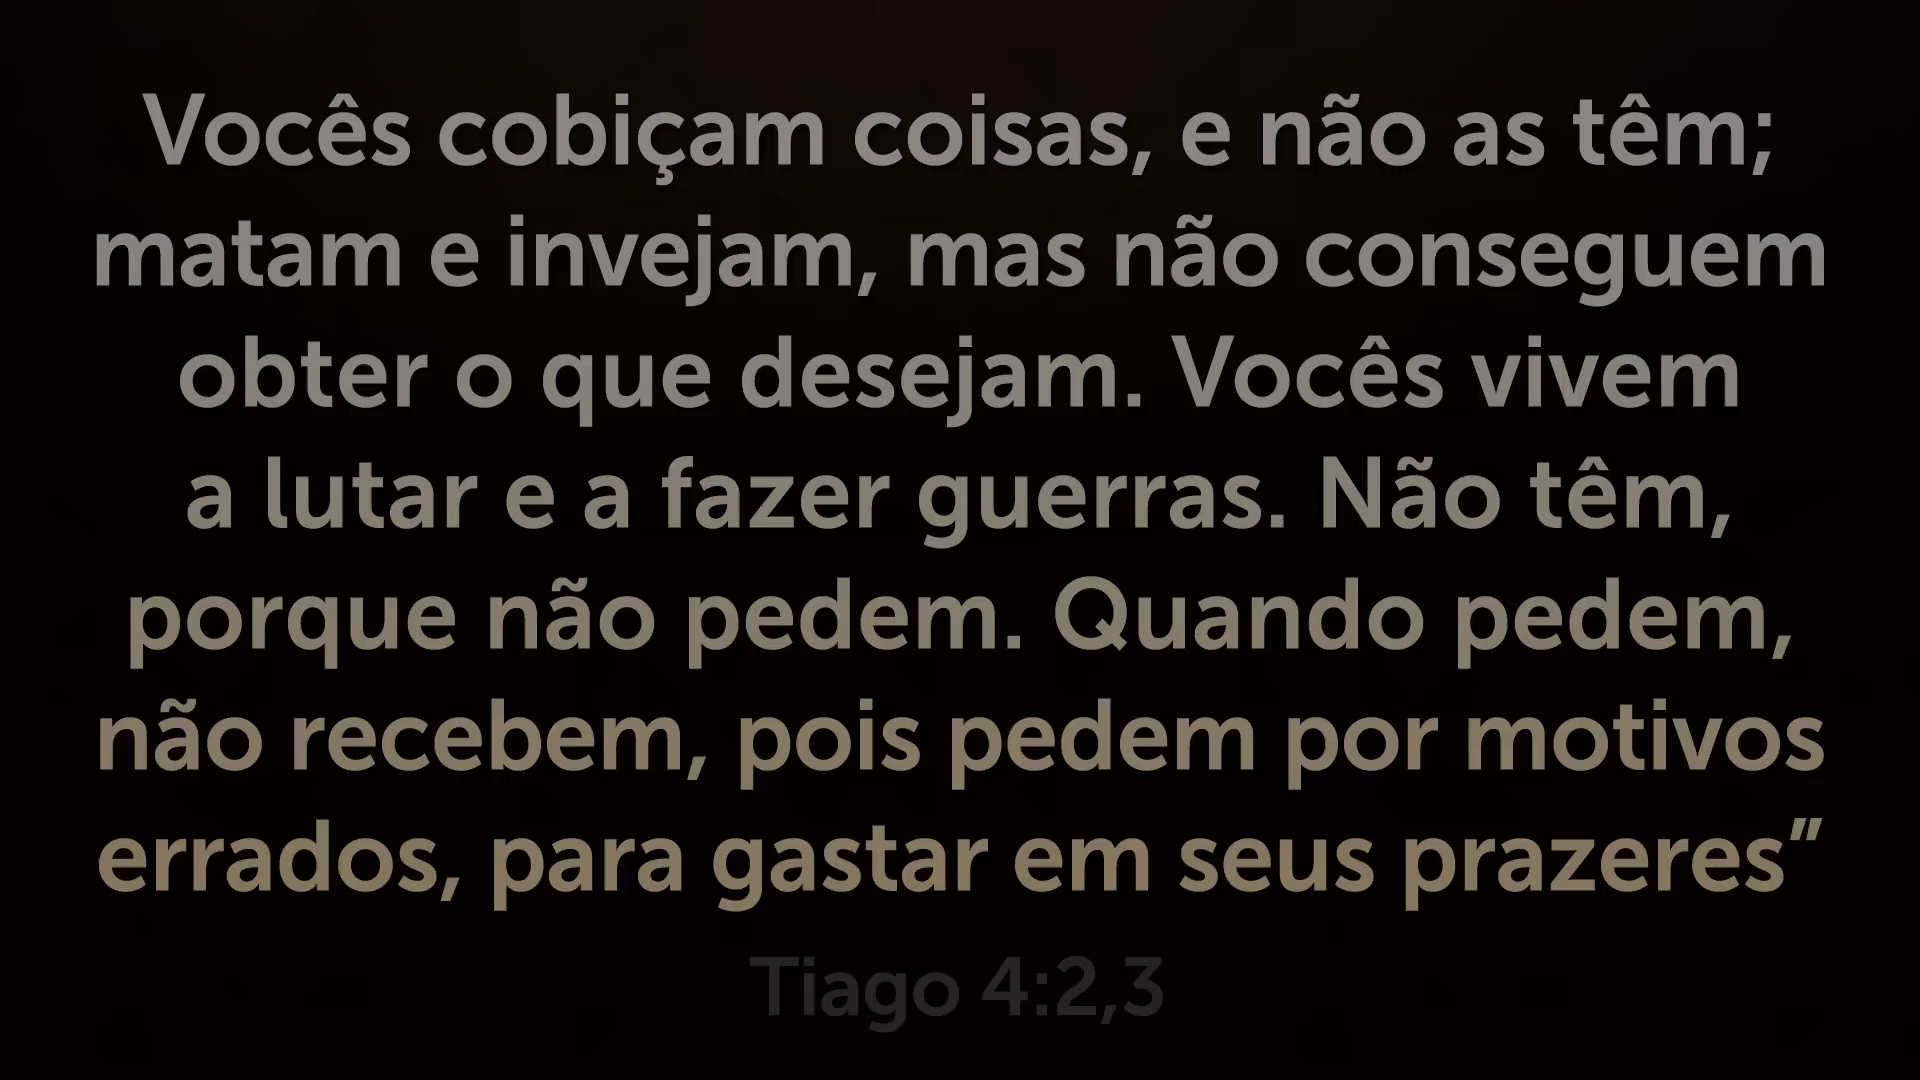 Vocês cobiçam coisas, e não as têm;
matam e invejam, mas não conseguem
obter o que desejam. Vocês vivem
a lutar e a fazer guerras. Não têm,
porque não pedem. Quando pedem,
não recebem, pois pedem por motivos
errados, para gastar em seus prazeres”
Tiago 4:2,3